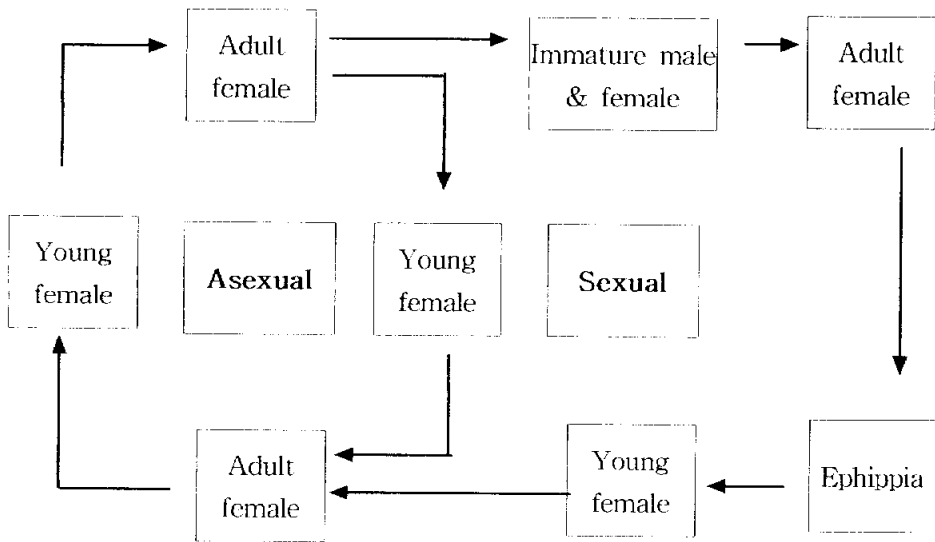 Adult
female
Immature male
& female
Adult
female
Young
female
Asexual
Young
female
Sexual
Adult
female
Young
female
Ephippia